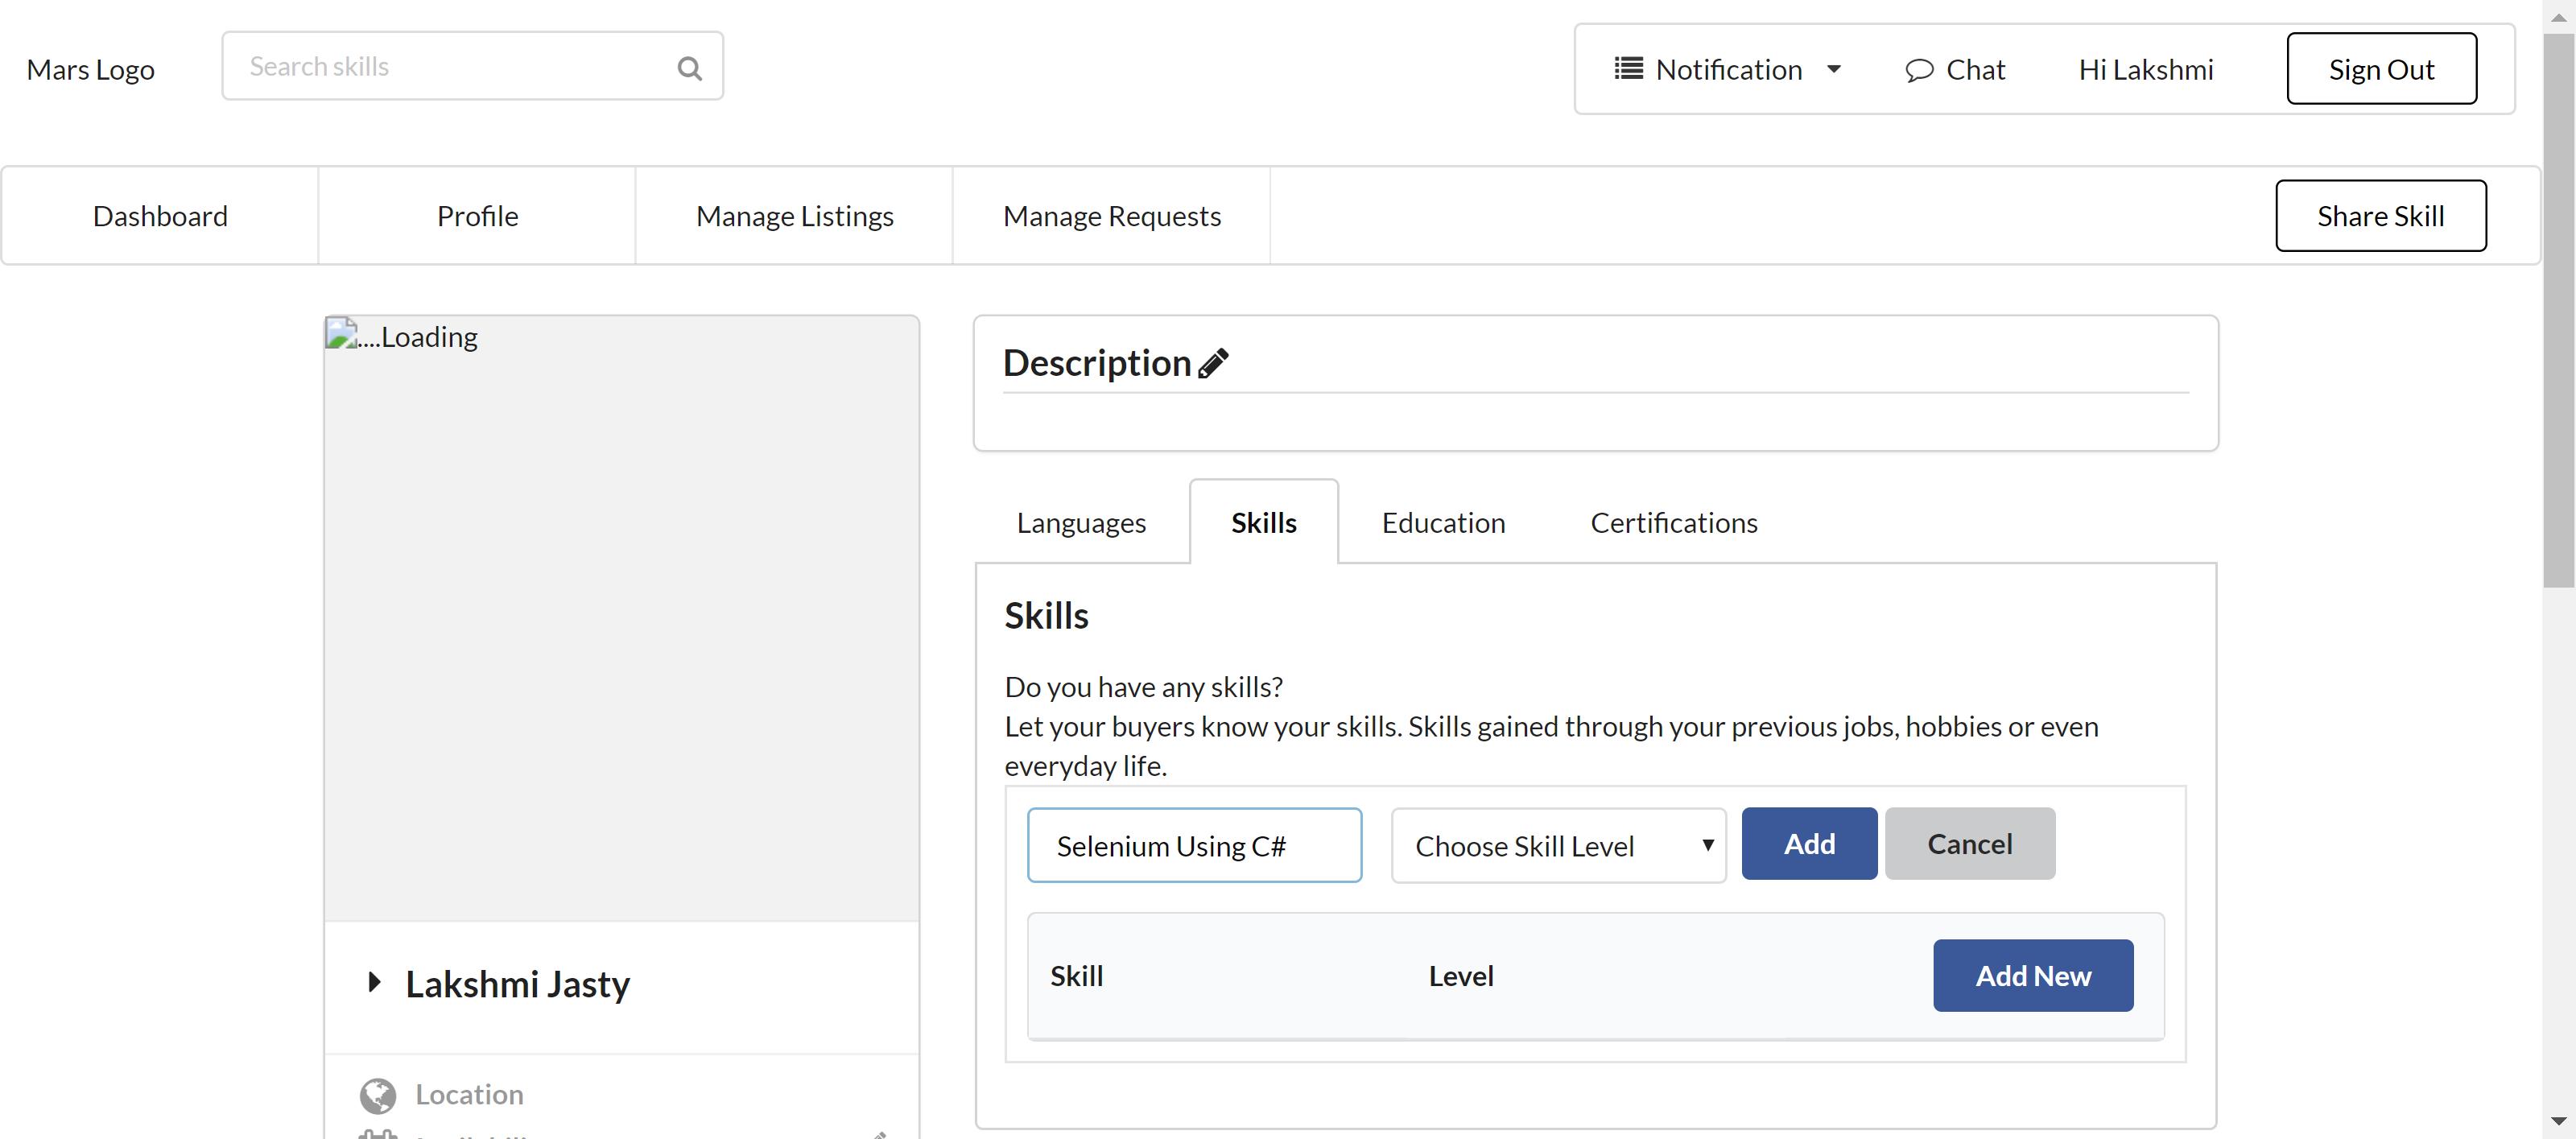 Mars Logo
Search skills
Notification
Chat
Hi Lakshmi
Sign Out
Dashboard
Profile
Manage Listings
Manage Requests
Share Skill
....Loading
Lakshmi Jasty
Location
Description
Languages
Skills
Education
Certifications
Skills
Do you have any skills?
Let your buyers know your skills. Skills gained through your previous jobs, hobbies or even
everyday life.
Selenium Using C#
Choose Skill Level
Add
Cancel
Skill
Level
Add New